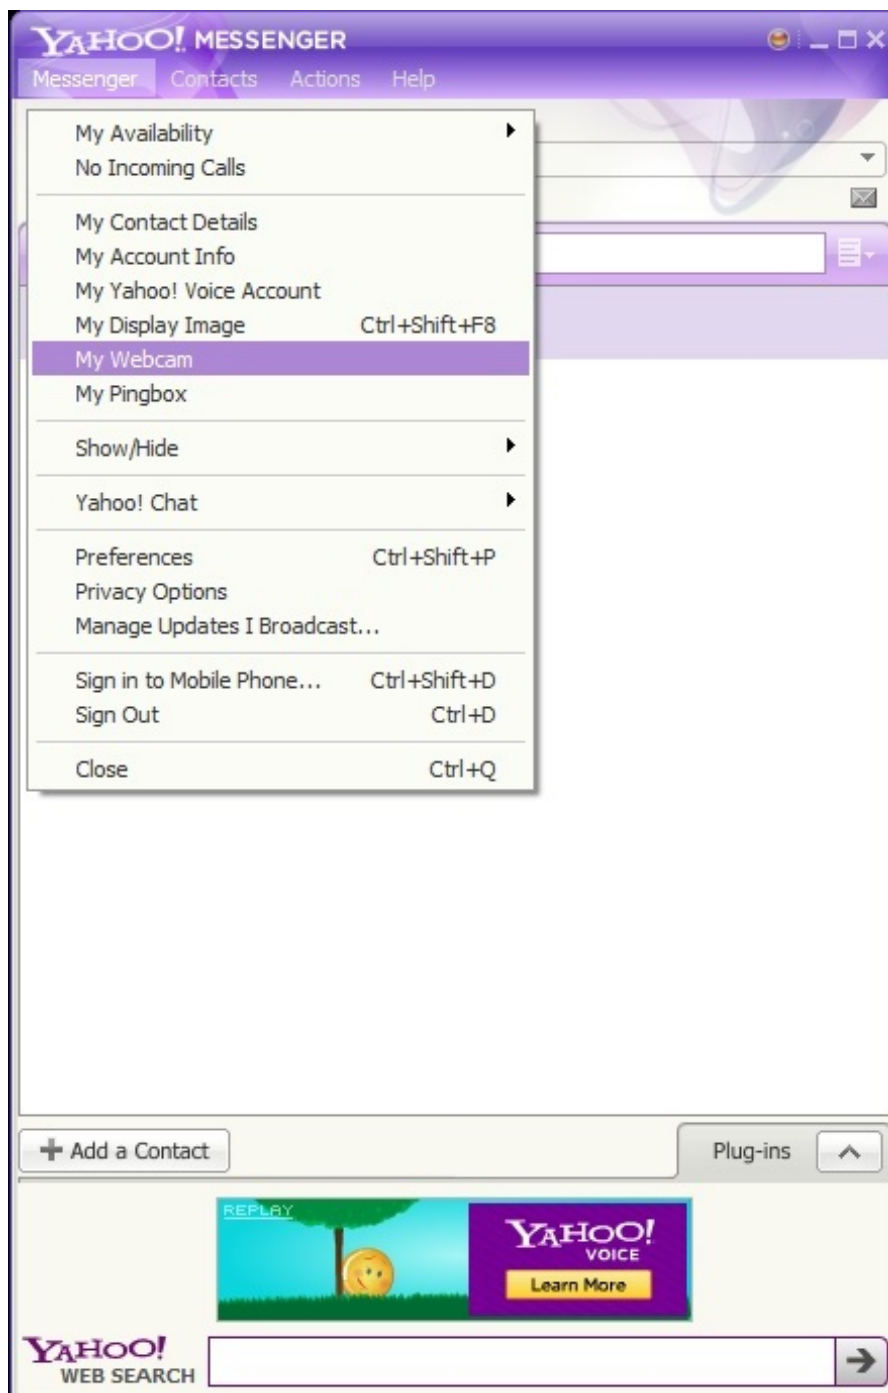 YAHOO! MESSENGER
Messenger Contacts Actions Help
My Availability
No Incoming Calls
My Contact Details
My Account Info
My Yahoo! Voice Account
My Display Image Ctrl+Shift+F8
My Webcam
My Pingbox
Show/Hide
Yahoo! Chat
Preferences Ctrl+Shift+P
Privacy Options
Manage Updates I Broadcast...
Sign in to Mobile Phone... Ctrl+Shift+D
Sign Out Ctrl+D
Close Ctrl+Q
+ Add a Contact
Plug-ins
REPLAY
YAHOO!
VOICE
Learn More
YAHOO!
WEB SEARCH